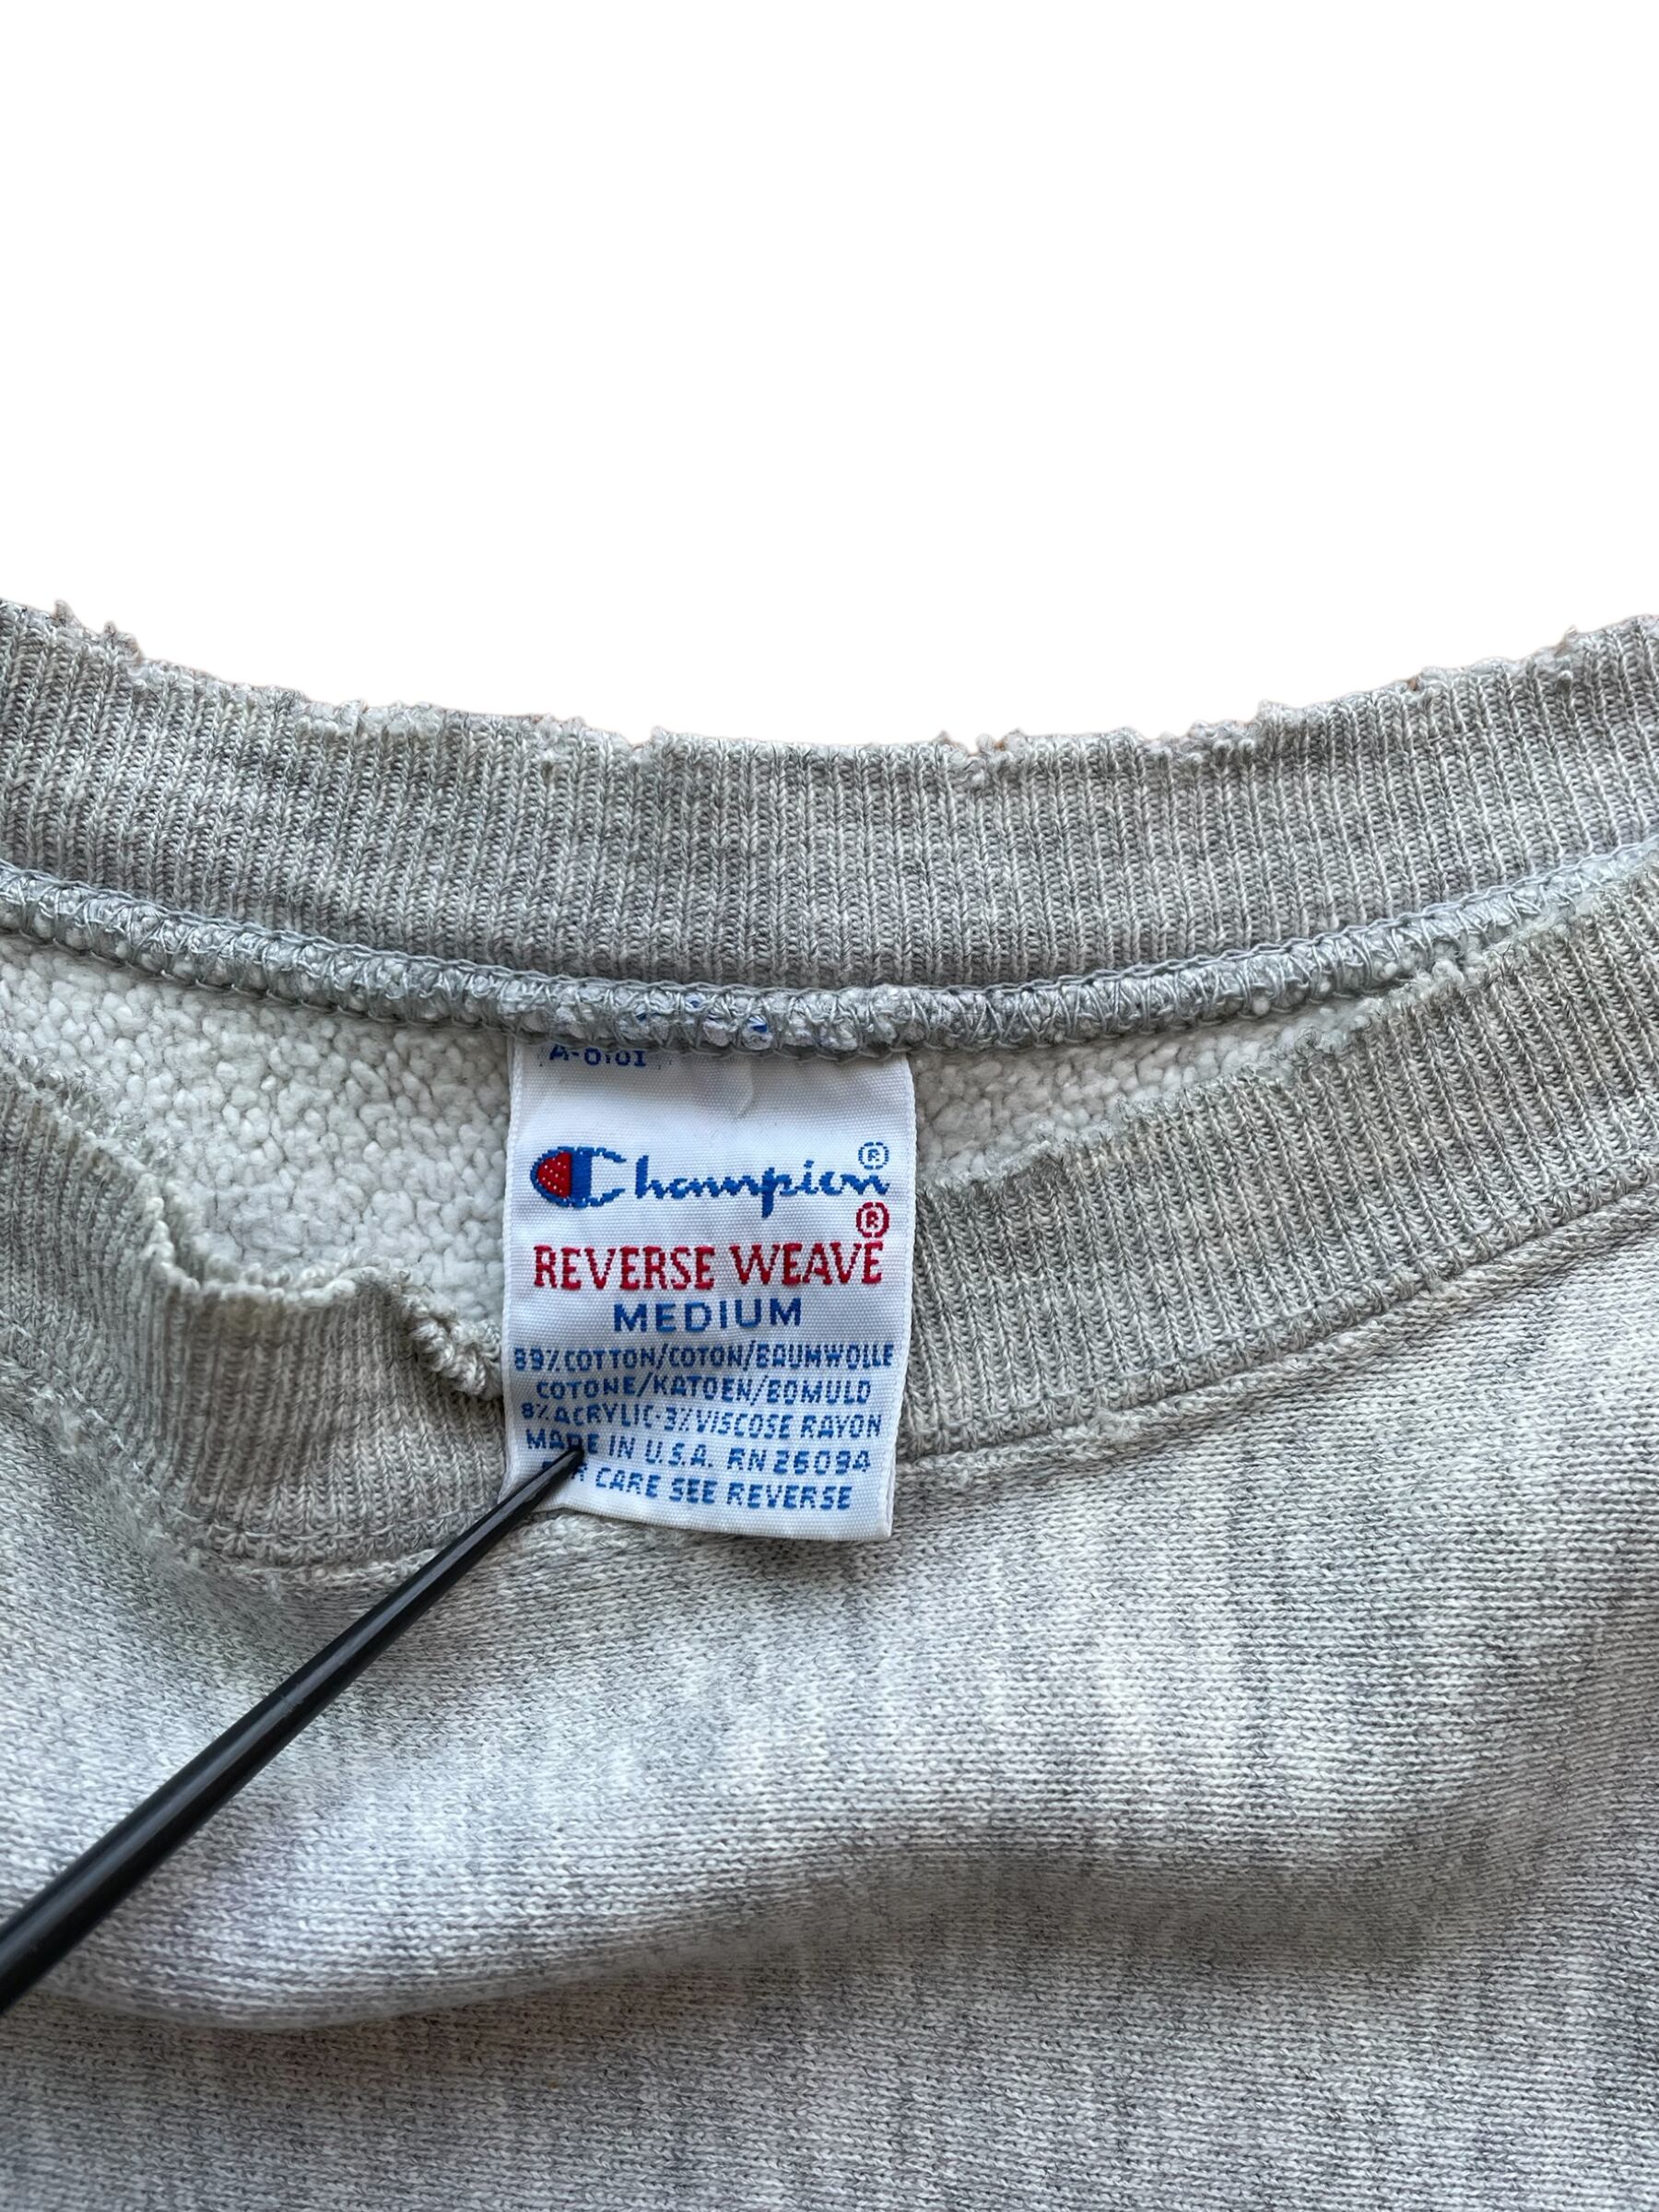 Champion®
®
REVERSE WEAVE
MEDIUM
89% COTTON/COTON/BAUMWOLLE
COTONE/KATOEN/BOMULD
8% ACRYLIC-3% VISCOSE RAYON
MADE IN U.S.A. RN 26094
FOR CARE SEE REVERSE